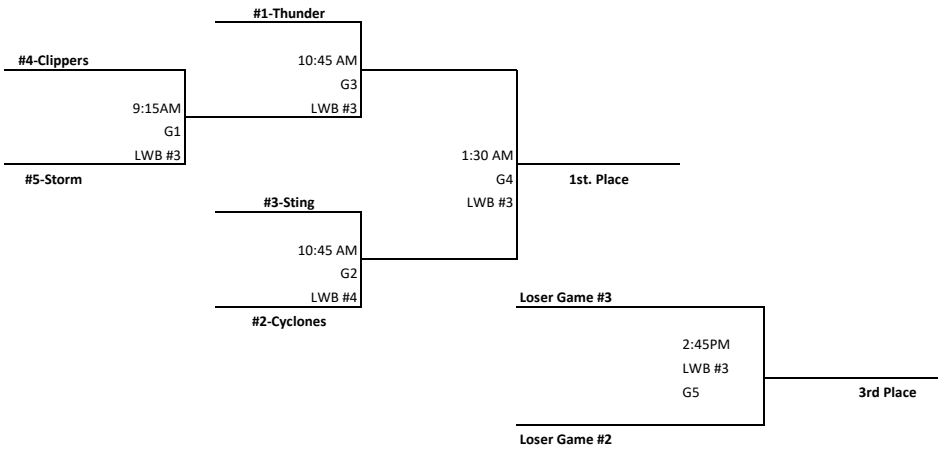 #1-Thunder
#4-Clippers
10:45 AM
G3
9:15AM
LWB #3
G1
LWB #3
1:30 AM
#5-Storm
G4
1st. Place
#3-Sting
LWB #3
10:45 AM
G2
LWB #4
Loser Game #3
#2-Cyclones
2:45PM
LWB #3
G5
3rd Place
Loser Game #2